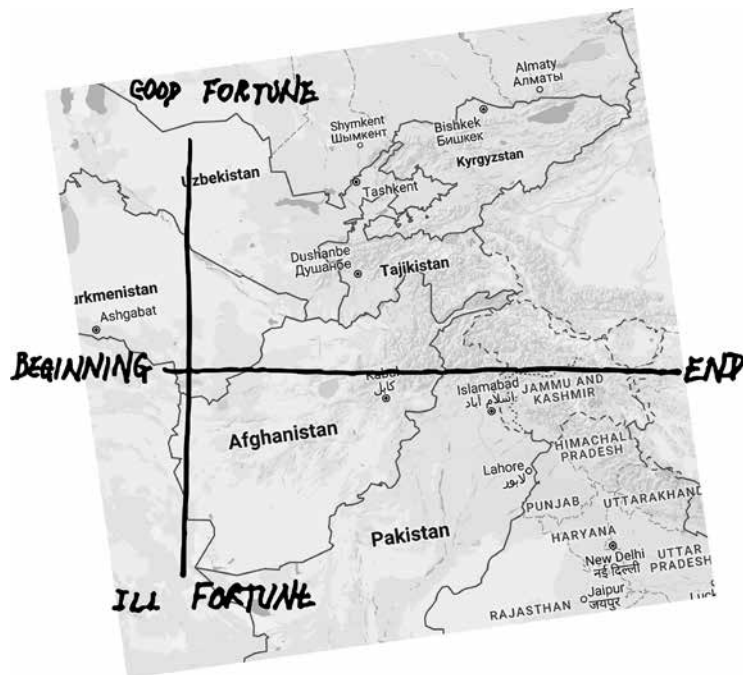 GOOD FORTUNE
Almaty
Алматы
Shymkent
Шымкент
Bishkek
Бишкек
Kyrgyzstan
Uzbekistan
Tashkent
Dushanbe
Душанбе
Tajikistan
urkmenistan
Ashgabat
BEGINNING
END
Kabul
کابل
Islamabad
اسلام آباد
JAMMU AND
KASHMIR
Afghanistan
HIMACHAL
PRADESH
Lahore
لاہور
PUNJAB
UTTARAKHAND
Pakistan
HARYANA
New Delhi
नई दिल्ली
UTTAR
PRADESH
ILL FORTUNE
Jaipur
जयपुर
RAJASTHAN